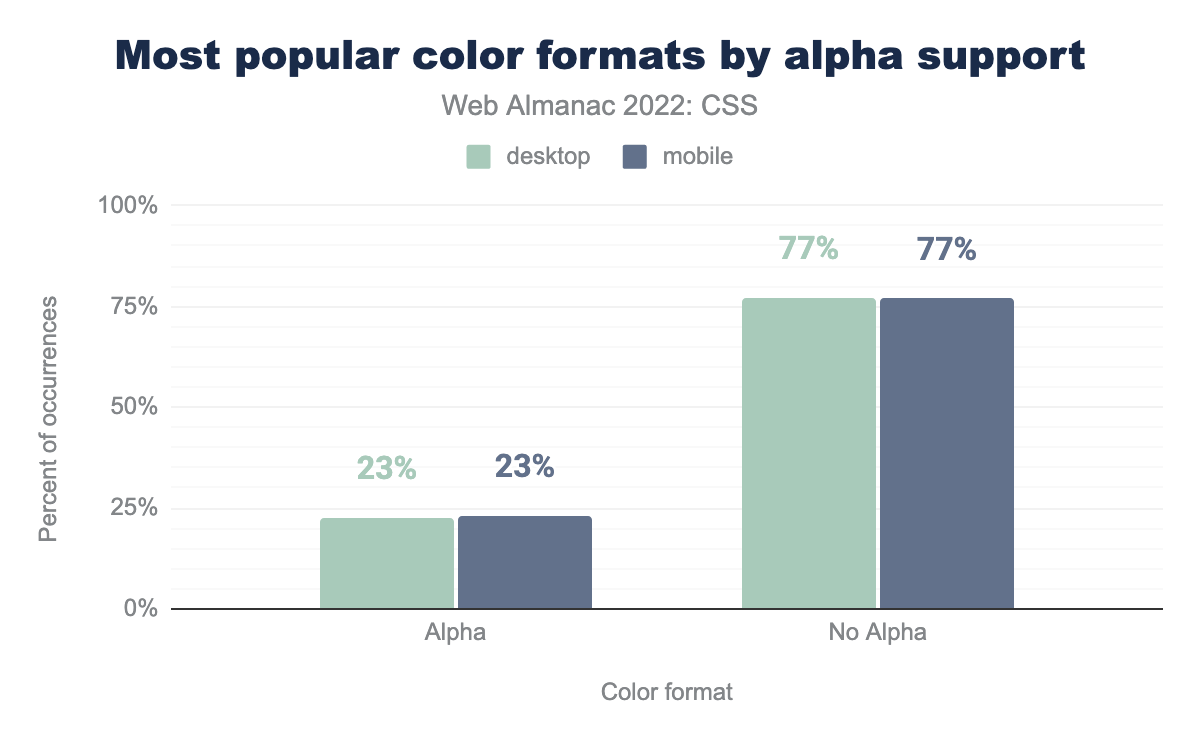 Most popular color formats by alpha support
Web Almanac 2022: CSS
desktop mobile
100%
77% 77%
75%
50%
23% 23%
25%
0%
Alpha No Alpha
Percent of occurrences
Color format